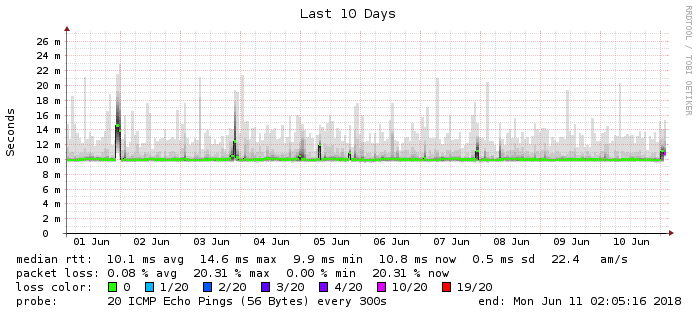 Last 10 Days
RRDTOOL / TOBI OETIKER
Seconds
26 m
24 m
22 m
20 m
18 m
16 m
14 m
12 m
10 m
8 m
6 m
4 m
2 m
0
01 Jun 02 Jun 03 Jun 04 Jun 05 Jun 06 Jun 07 Jun 08 Jun 09 Jun 10 Jun
median rtt: 10.1 ms avg 14.6 ms max 9.9 ms min 10.8 ms now 0.5 ms sd 22.4 am/s
packet loss: 0.08 % avg 20.31 % max 0.00 % min 20.31 % now
loss color: 0 1/20 2/20 3/20 4/20 10/20 19/20
probe: 20 ICMP Echo Pings (56 Bytes) every 300s end: Mon Jun 11 02:05:16 2018